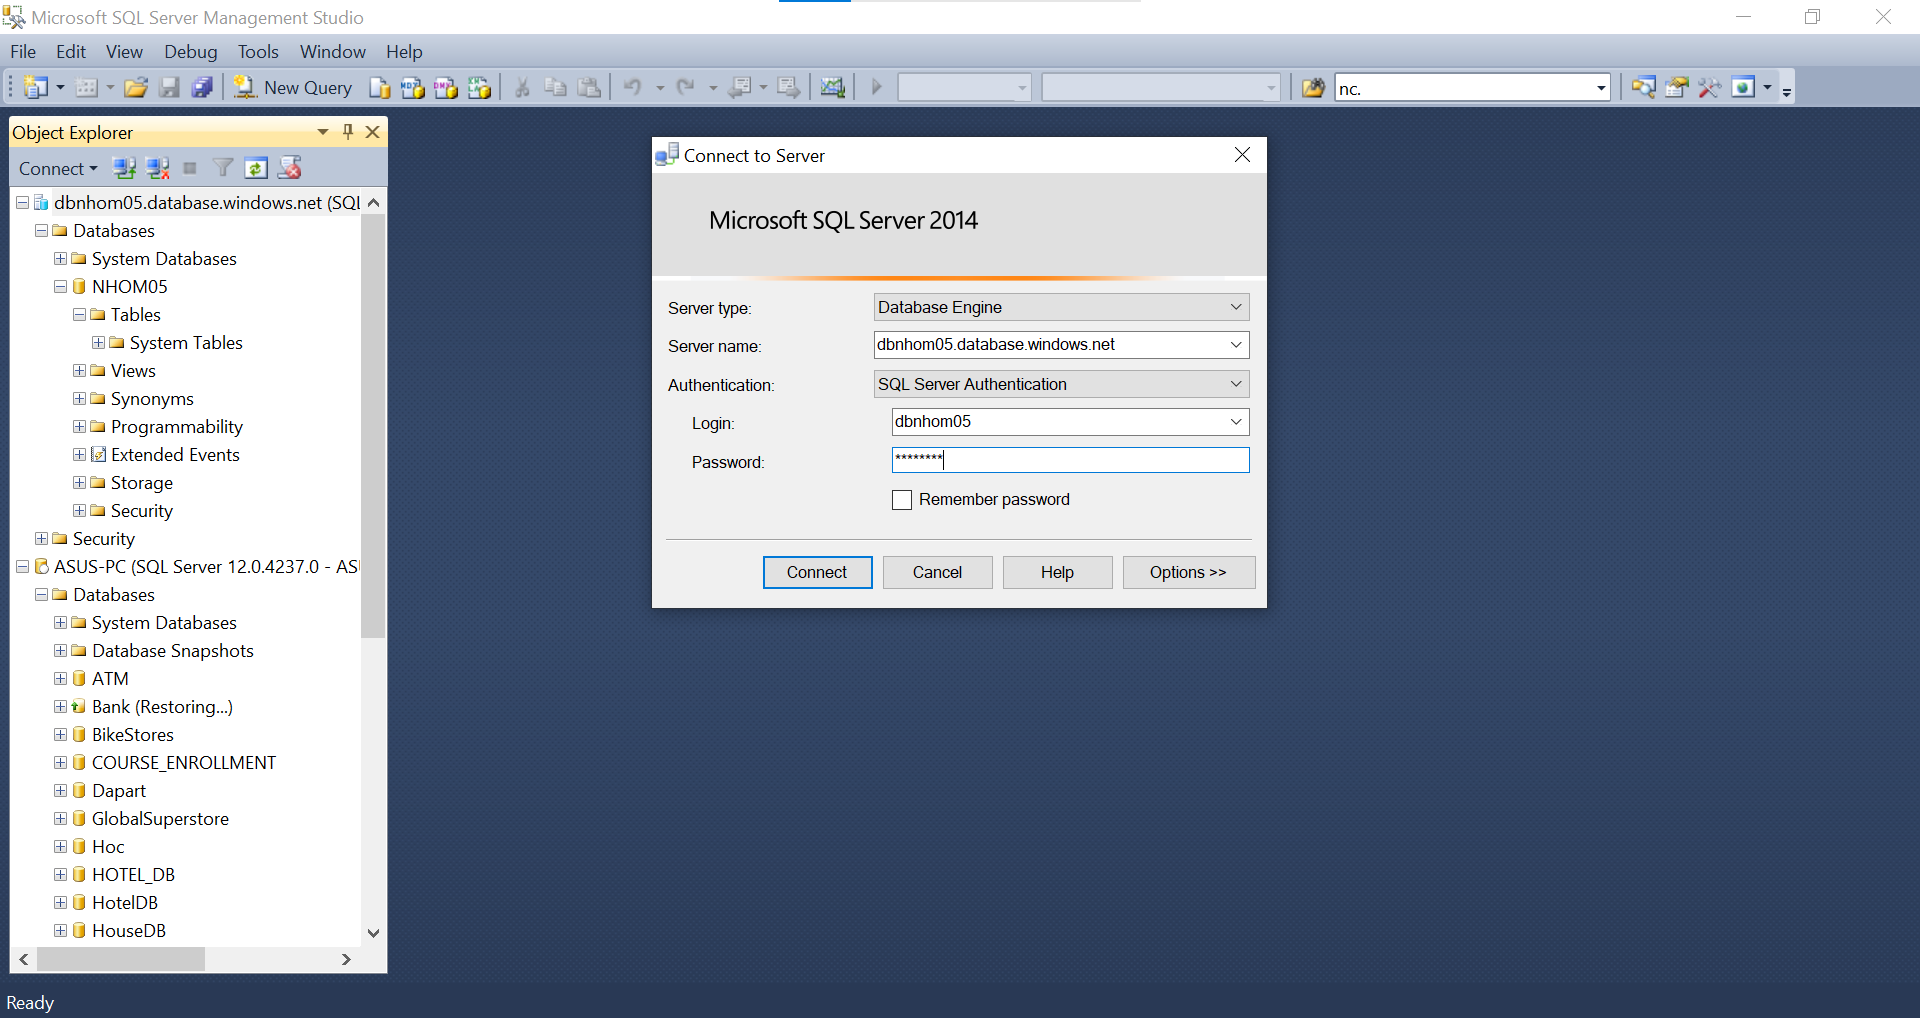 Microsoft SQL Server Management Studio
File Edit View Debug Tools Window Help
New Query
nc.
Object Explorer
Connect
dbnhom05.database.windows.net (SQL
Databases
System Databases
NHOM05
Tables
System Tables
Views
Synonyms
Programmability
Extended Events
Storage
Security
Security
ASUS-PC (SQL Server 12.0.4237.0 - AS
Databases
System Databases
Database Snapshots
ATM
Bank (Restoring...)
BikeStores
COURSE_ENROLLMENT
Dapart
GlobalSuperstore
Hoc
HOTEL_DB
HotelDB
HouseDB
Connect to Server
Microsoft SQL Server 2014
Server type: Database Engine
Server name: dbnhom05.database.windows.net
Authentication: SQL Server Authentication
Login: dbnhom05
Password: ********
Remember password
Connect Cancel Help Options >>
Ready